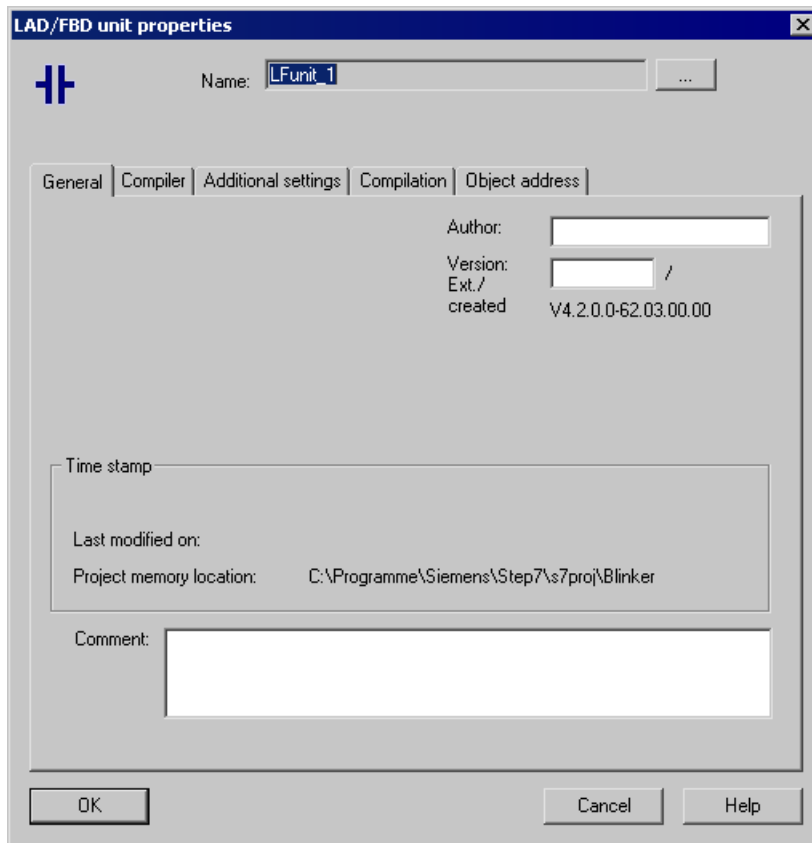 LAD/FBD unit properties
Name: LFunit_1 ...
General Compiler Additional settings Compilation Object address
Author:
Version: /
Ext./
created V4.2.0.0-62.03.00.00
Time stamp
Last modified on:
Project memory location: C:\Programme\Siemens\Step7\s7proj\Blinker
Comment:
OK Cancel Help